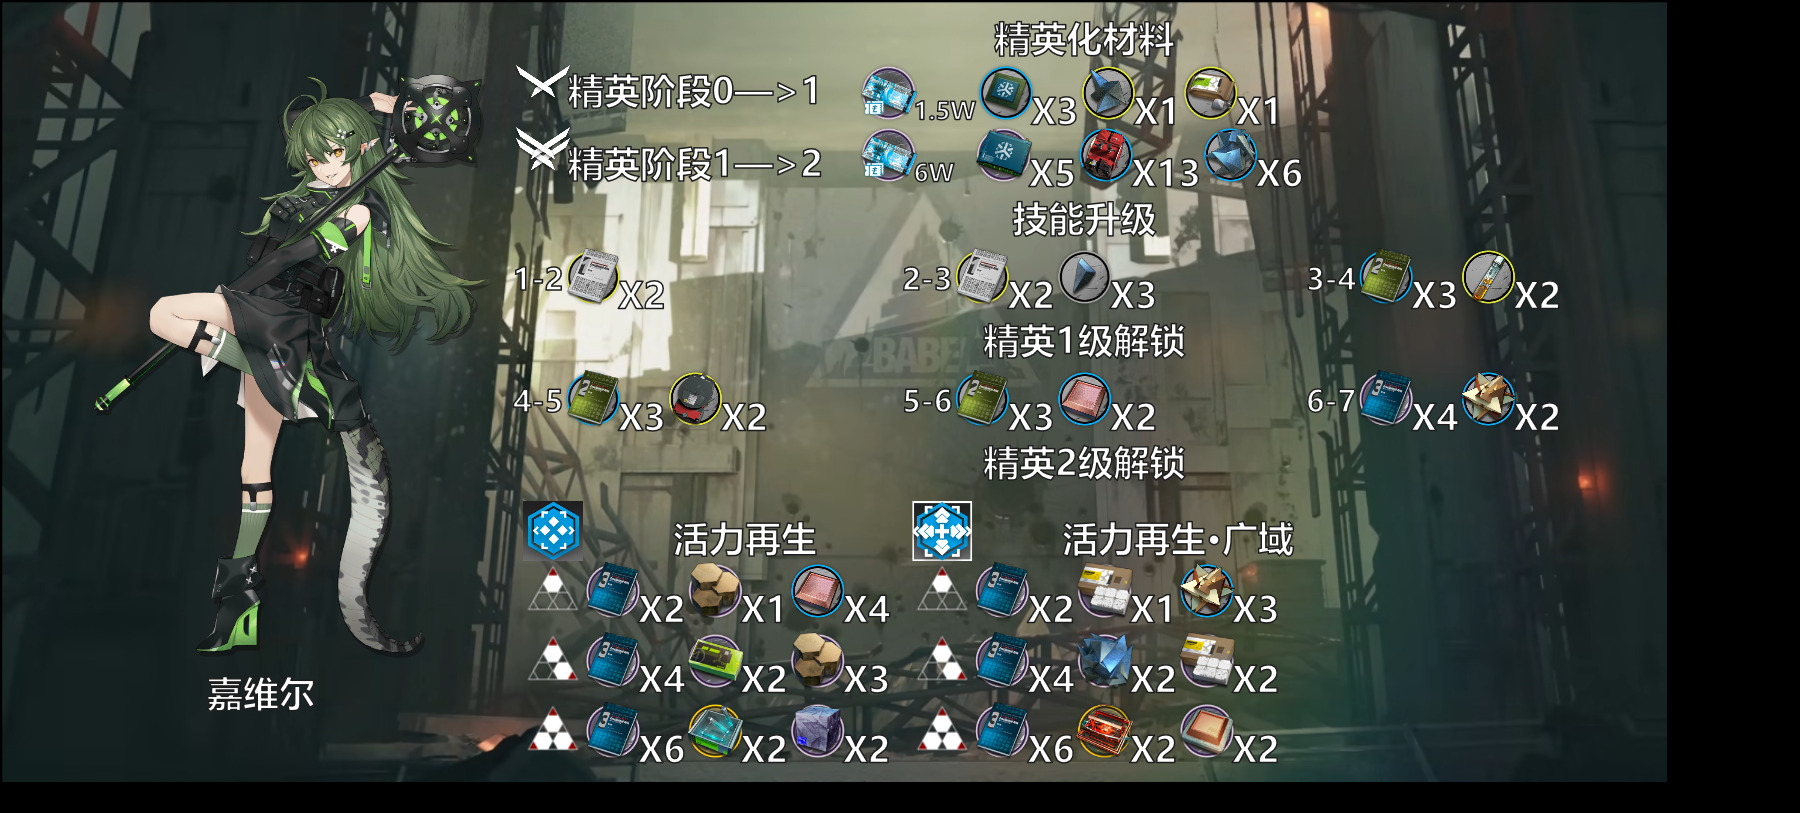 精英化材料
精英阶段0—>1 1.5W X3 X1 X1
精英阶段1—>2 6W X5 X13 X6
技能升级
1-2 X2 2-3 X2 X3 3-4 X3 X2
精英1级解锁
BABEL
4-5 X3 X2 5-6 X3 X2 6-7 X4 X2
精英2级解锁
活力再生 活力再生·广域
X2 X1 X4 X2 X1 X3
X4 X2 X3 X4 X2 X2
X6 X2 X2 X6 X2 X2
嘉维尔